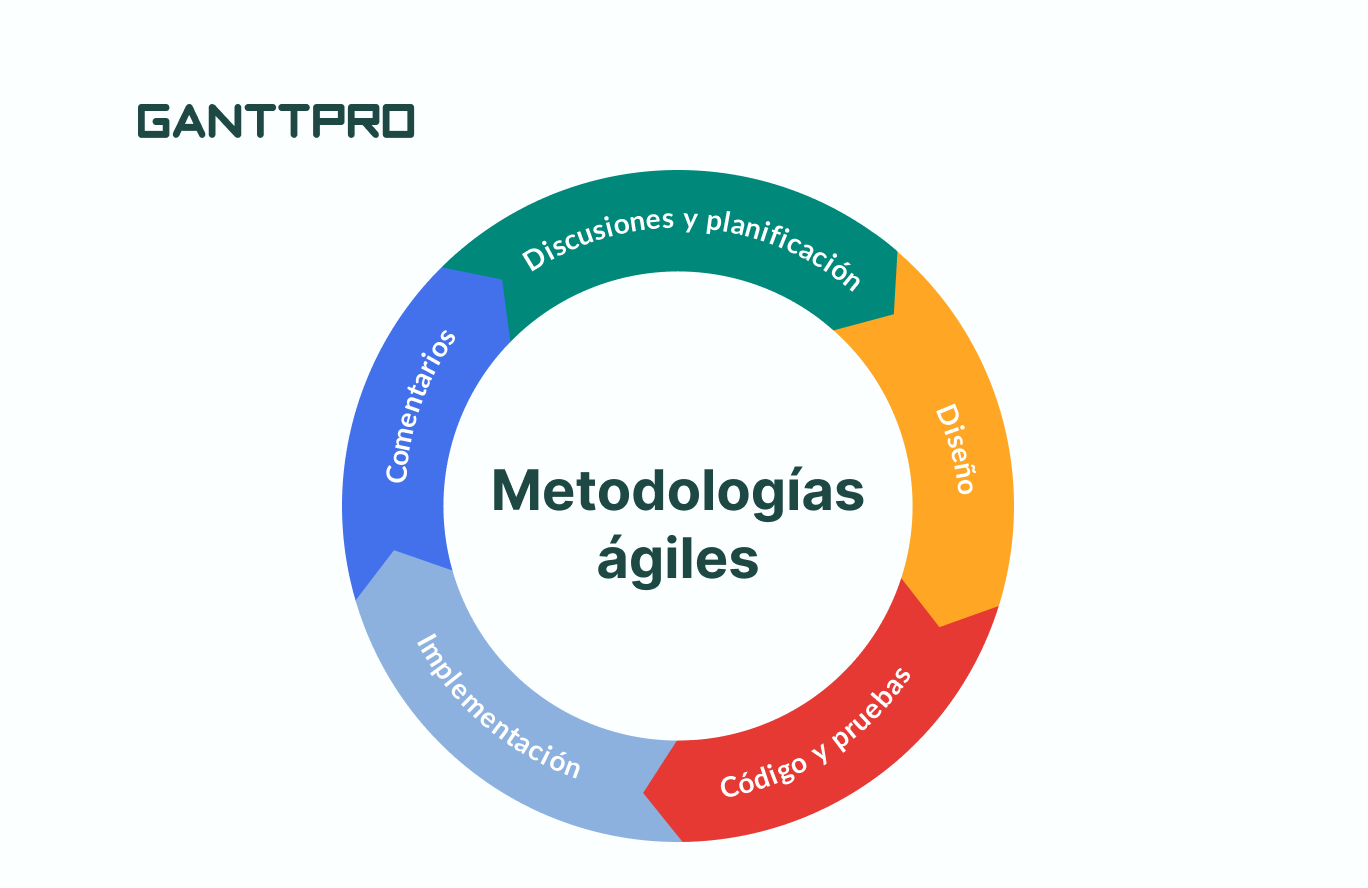 GANTTPRO
Discusiones y planificación
Diseño
Código y pruebas
Implementación
Comentarios
Metodologías
ágiles